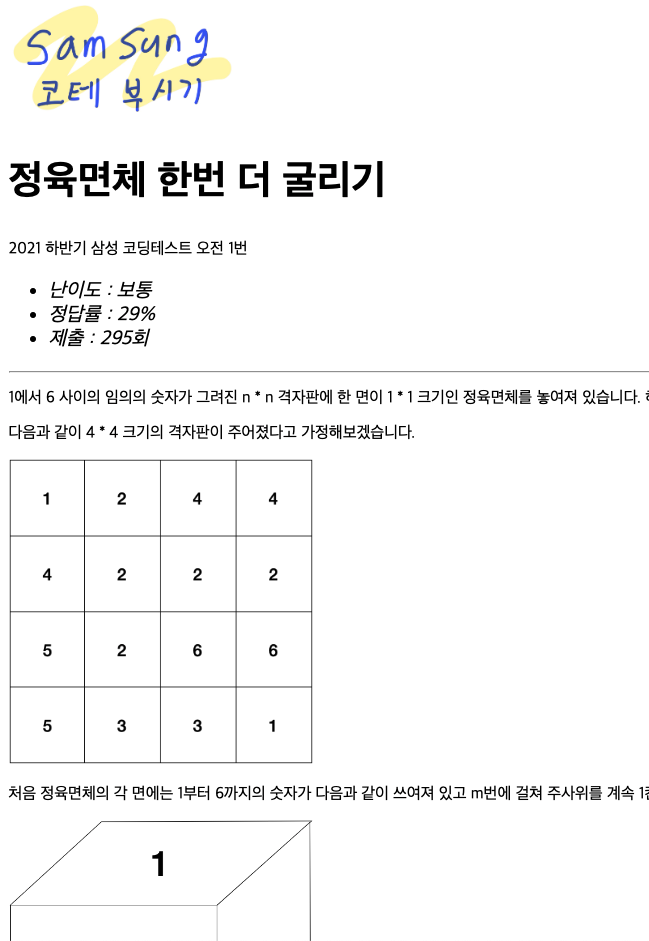 Samsung
코테 부시기
정육면체 한번 더 굴리기
2021 하반기 삼성 코딩테스트 오전 1번
• 난이도 : 보통
• 정답률 : 29%
• 제출 : 295회
1에서 6 사이의 임의의 숫자가 그려진 n * n 격자판에 한 면이 1 * 1 크기인 정육면체를 놓여져 있습니다.
다음과 같이 4 * 4 크기의 격자판이 주어졌다고 가정해보겠습니다.
1 2 4 4
4 2 2 2
5 2 6 6
5 3 3 1
처음 정육면체의 각 면에는 1부터 6까지의 숫자가 다음과 같이 쓰여져 있고 m번에 걸쳐 주사위를 계속
1